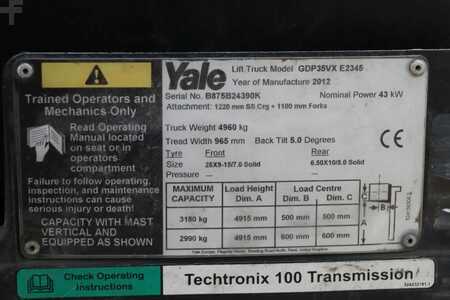 Yale
Lift Truck Model GDP35VX E2345
Year of Manufacture 2012
Serial No. B875B24390K
Nominal Power 43 kW
Attachment: 1220 mm SS Crg + 1100 mm Forks
Truck Weight 4960 kg
Tread Width 965 mm Back Tilt 5.0 Degrees
Tyre Front Rear
Size 28X9-15/7.0 Solid 6.50X10/5.0 Solid
MAXIMUM CAPACITY Load Height Dim. A Load Centre Dim. B Dim. C
3180 kg 4915 mm 500 mm 500 mm
2990 kg 4915 mm 600 mm 600 mm
Trained Operators and
Mechanics Only
Read Operating
Manual located
on seat or in
operators
compartment
Failure to follow operating,
inspection, and maintenance
instructions can cause
serious injury or death
CAPACITY WITH MAST
VERTICAL AND
EQUIPPED AS SHOWN
CE
C
B
A
Check Operating
Instructions
Techtronix 100 Transmission